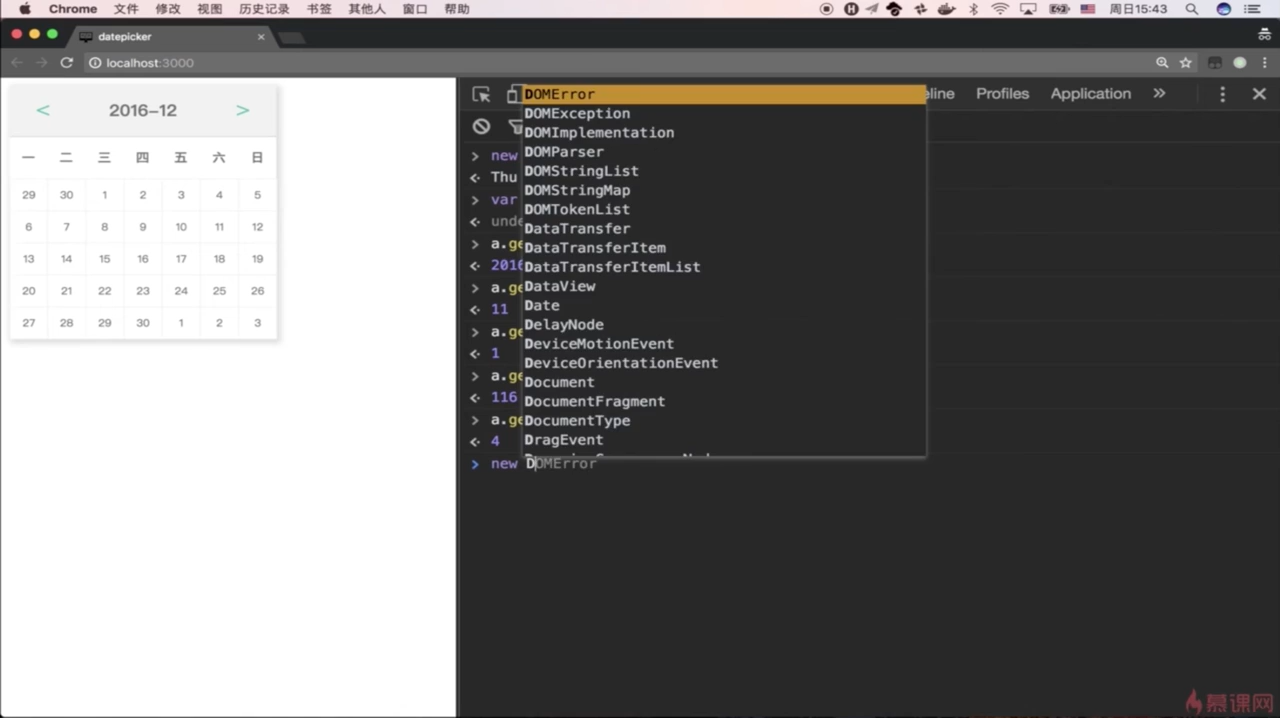 Chrome 文件 修改 视图 历史记录 书签 其他人 窗口 帮助 周日15:43
datepicker
localhost:3000
< 2016-12 >
一 二 三 四 五 六 日
29 30 1 2 3 4 5
6 7 8 9 10 11 12
13 14 15 16 17 18 19
20 21 22 23 24 25 26
27 28 29 30 1 2 3
eline Profiles Application »
> new
< Thu
> var
< unde
> a.ge
< 2016
> a.ge
< 11
> a.ge
< 1
> a.ge
< 116
> a.ge
< 4
DOMError
DOMException
DOMImplementation
DOMParser
DOMStringList
DOMStringMap
DOMTokenList
DataTransfer
DataTransferItem
DataTransferItemList
DataView
Date
DelayNode
DeviceMotionEvent
DeviceOrientationEvent
Document
DocumentFragment
DocumentType
DragEvent
> new DOMError
慕课网